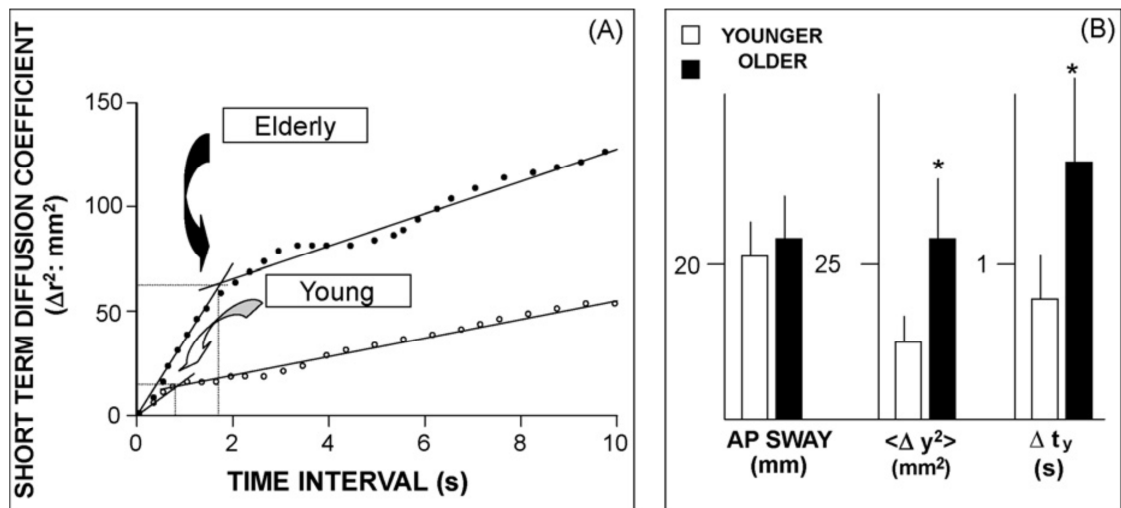 SHORT TERM DIFFUSION COEFFICIENT
(Δr²: mm²)
(A)
Elderly
Young
150
100
50
0
0
2
4
6
8
10
TIME INTERVAL (s)
(B)
YOUNGER
OLDER
*
*
20
25
1
AP SWAY
(mm)
<Δ y²>
(mm²)
Δ t y
(s)